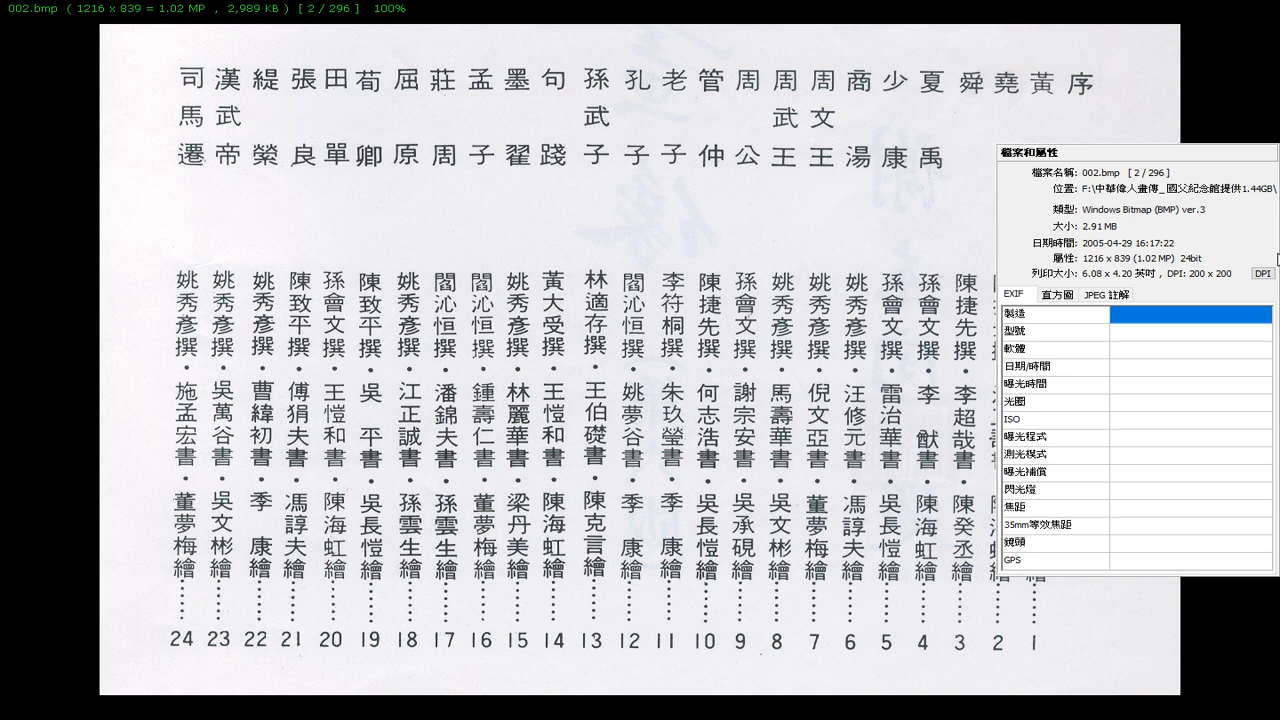 002.bmp ( 1216 x 839 = 1.02 MP , 2,989 KB ) [ 2 / 296 ] 100%
序
黃 繪……1
堯 ……2
舜 陳捷先撰・李超哉書・陳癸丞繪……3
夏禹 孫會文撰・李猷書・陳海虹繪……4
少康 孫會文撰・雷治華書・吳長愷繪……5
商湯 姚秀彥撰・汪修元書・馮諄夫繪……6
周文王 姚秀彥撰・倪文亞書・董夢梅繪……7
周武王 姚秀彥撰・馬壽華書・吳文彬繪……8
周公 孫會文撰・謝宗安書・吳承硯繪……9
管仲 陳捷先撰・何志浩書・吳長愷繪……10
老子 李符桐撰・朱玖瑩書・季康繪……11
孔子 閻沁恒撰・姚夢谷書・季康繪……12
孫武子 林適存撰・王伯礎書・陳克言繪……13
句踐 黃大受撰・王愷和書・陳海虹繪……14
墨翟 姚秀彥撰・林麗華書・梁丹美繪……15
孟子 閻沁恒撰・鍾壽仁書・董夢梅繪……16
莊周 閻沁恒撰・潘錦夫書・孫雲生繪……17
屈原 姚秀彥撰・江正誠書・孫雲生繪……18
荀卿 陳致平撰・吳平書・吳長愷繪……19
田單 孫會文撰・王愷和書・陳海虹繪……20
張良 陳致平撰・傅狷夫書・馮諄夫繪……21
緹縈 姚秀彥撰・曹緯初書・季康繪……22
漢武帝 姚秀彥撰・吳萬谷書・吳文彬繪……23
司馬遷 姚秀彥撰・施孟宏書・董夢梅繪……24
檔案和屬性
檔案名稱: 002.bmp [ 2 / 296 ]
位置: F:\中華偉人畫傳_國父紀念館提供1.44GB\
類型: Windows Bitmap (BMP) ver.3
大小: 2.91 MB
日期時間: 2005-04-29 16:17:22
屬性: 1216 x 839 (1.02 MP) 24bit
列印大小: 6.08 x 4.20 英吋 , DPI: 200 x 200 DPI
EXIF 直方圖 JPEG 註解
製造
型號
軟體
日期/時間
曝光時間
光圈
ISO
曝光程式
測光模式
曝光補償
閃光燈
焦距
35mm等效焦距
鏡頭
GPS